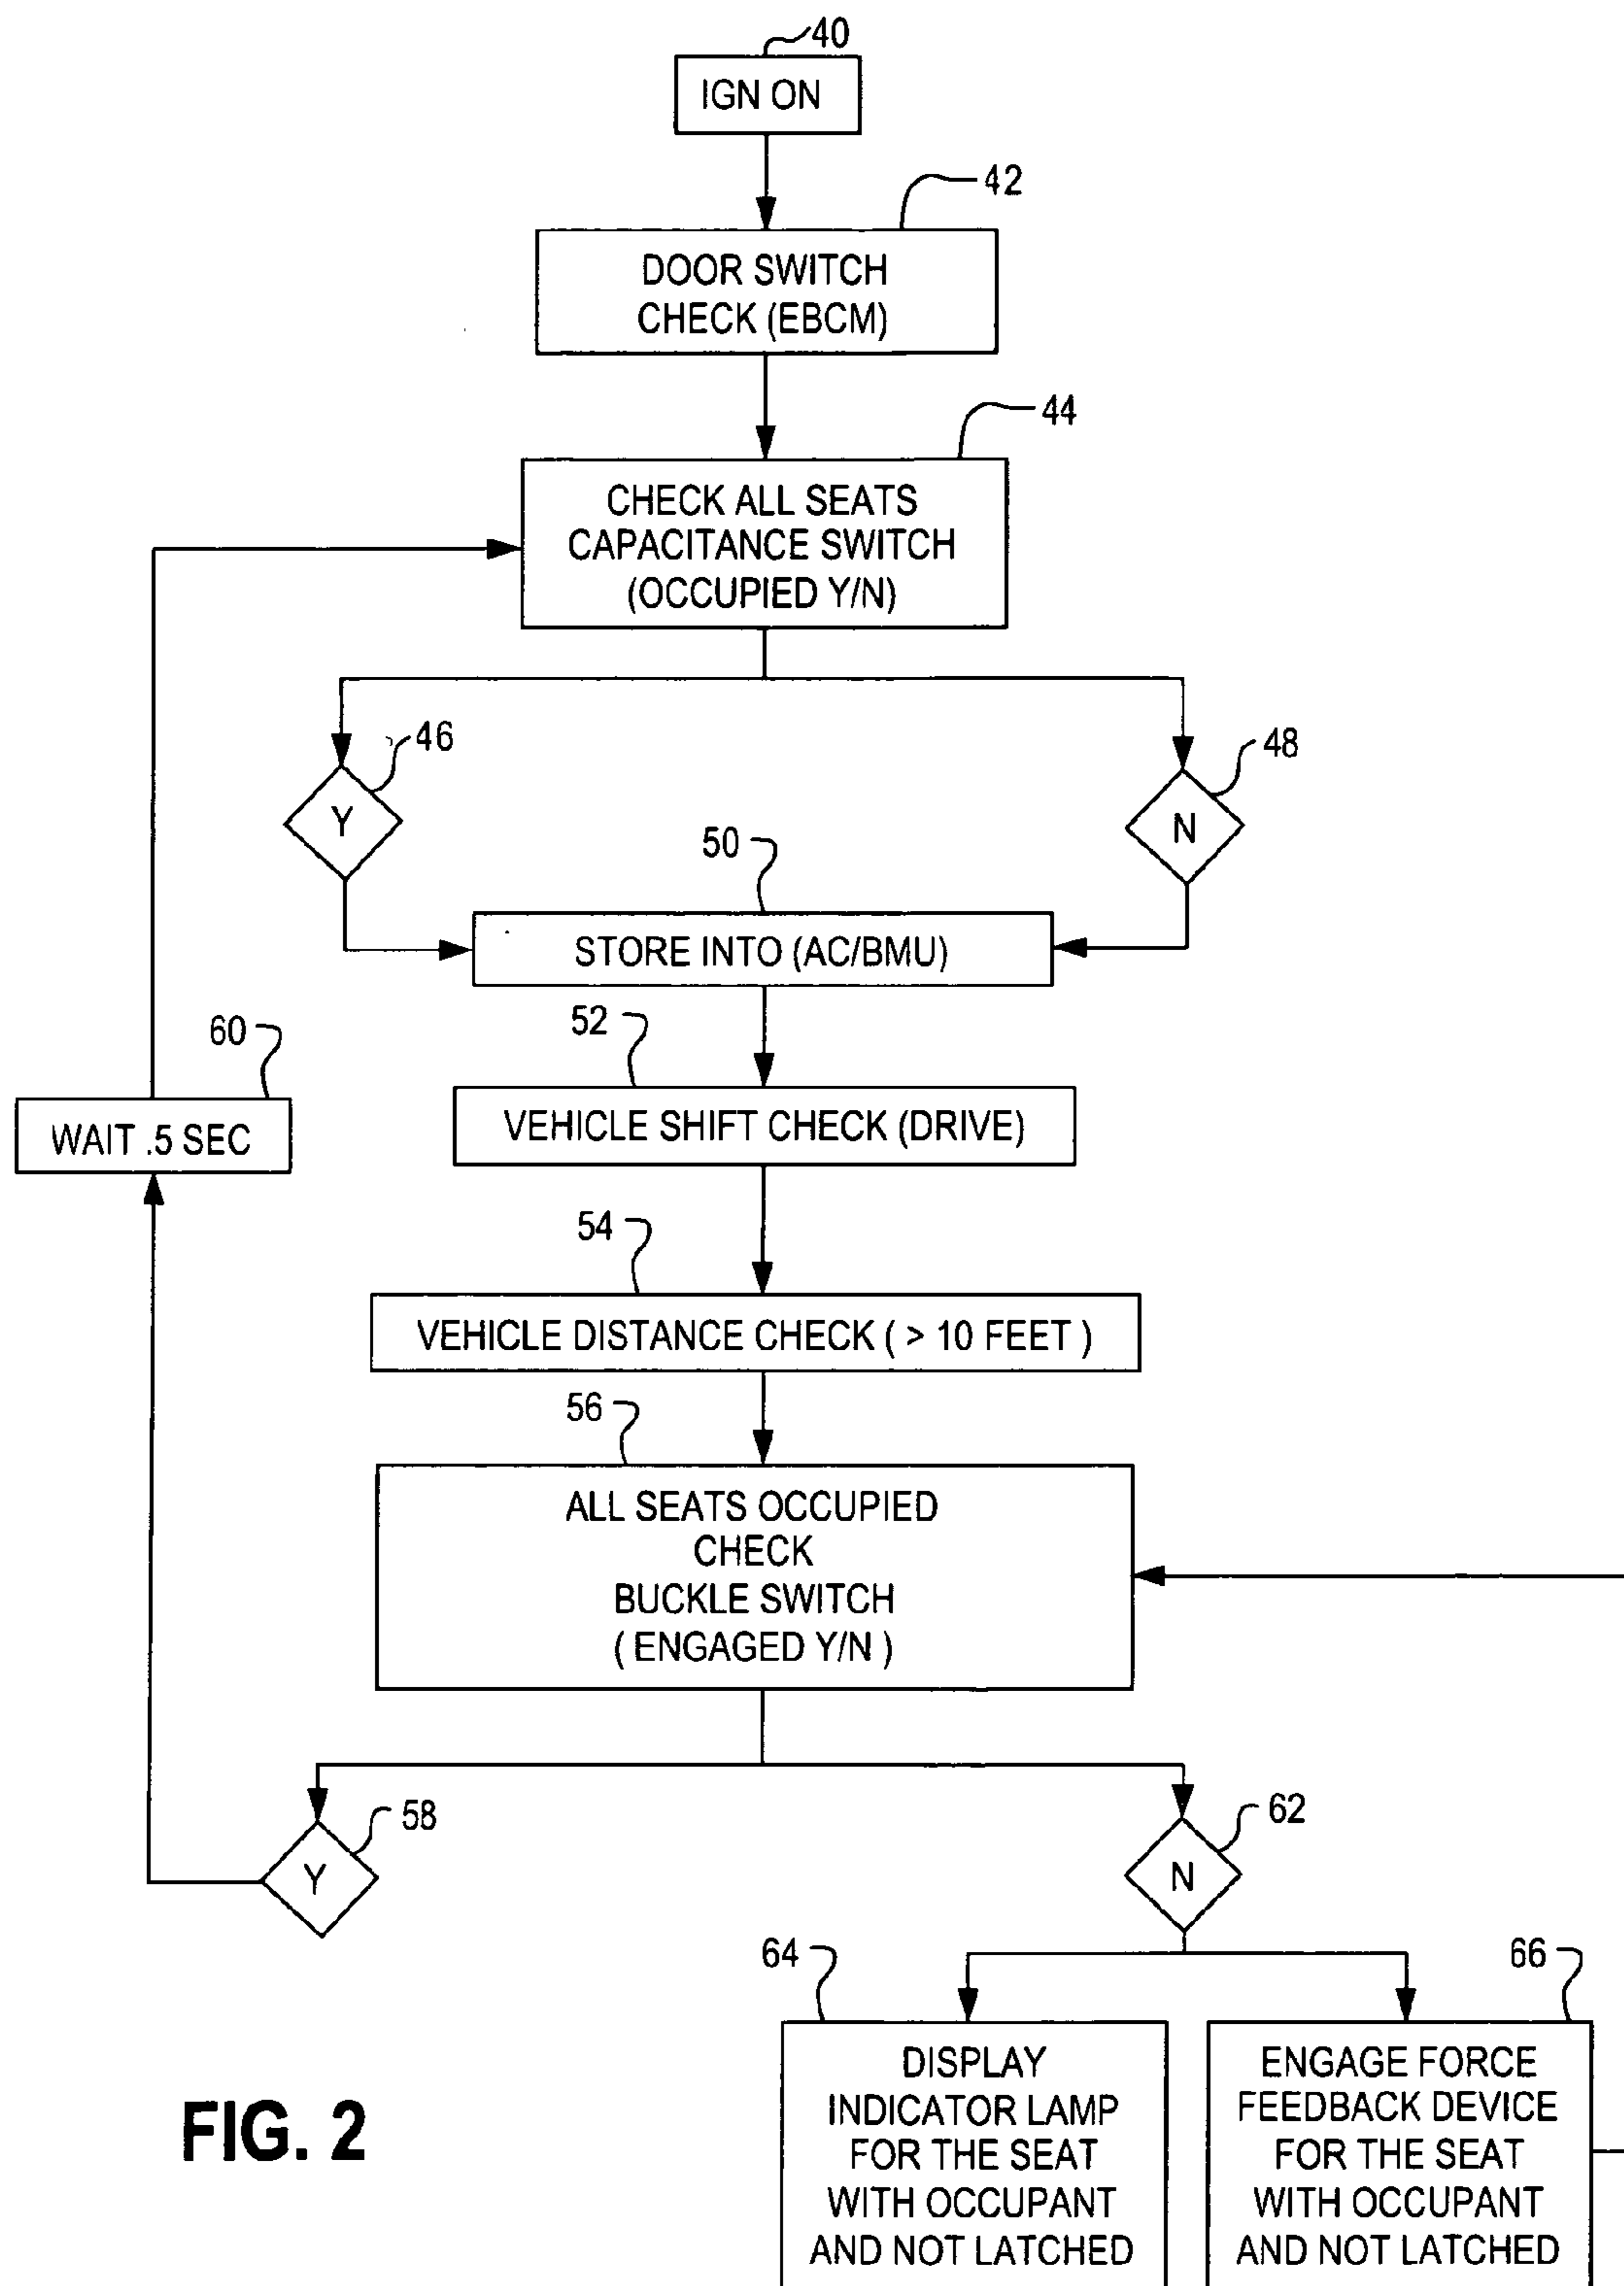 40
IGN ON
42
DOOR SWITCH
CHECK (EBCM)
44
CHECK ALL SEATS
CAPACITANCE SWITCH
(OCCUPIED Y/N)
46
Y
48
N
50
STORE INTO (AC/BMU)
52
VEHICLE SHIFT CHECK (DRIVE)
60
WAIT .5 SEC
54
VEHICLE DISTANCE CHECK ( > 10 FEET )
56
ALL SEATS OCCUPIED
CHECK
BUCKLE SWITCH
( ENGAGED Y/N )
58
Y
62
N
64
DISPLAY
INDICATOR LAMP
FOR THE SEAT
WITH OCCUPANT
AND NOT LATCHED
66
ENGAGE FORCE
FEEDBACK DEVICE
FOR THE SEAT
WITH OCCUPANT
AND NOT LATCHED
FIG. 2